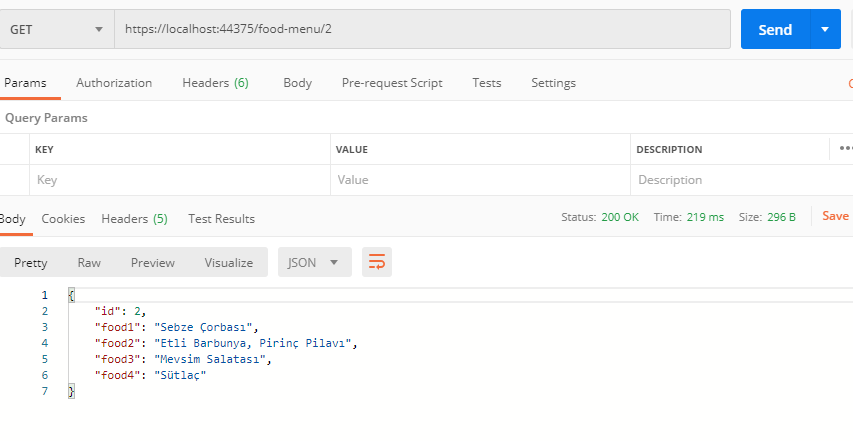 GET https://localhost:44375/food-menu/2 Send
Params Authorization Headers (6) Body Pre-request Script Tests Settings
Query Params
KEY VALUE DESCRIPTION
Key Value Description
Body Cookies Headers (5) Test Results Status: 200 OK Time: 219 ms Size: 296 B Save
Pretty Raw Preview Visualize JSON
1 {
2 "id": 2,
3 "food1": "Sebze Çorbası",
4 "food2": "Etli Barbunya, Pirinç Pilavı",
5 "food3": "Mevsim Salatası",
6 "food4": "Sütlaç"
7 }